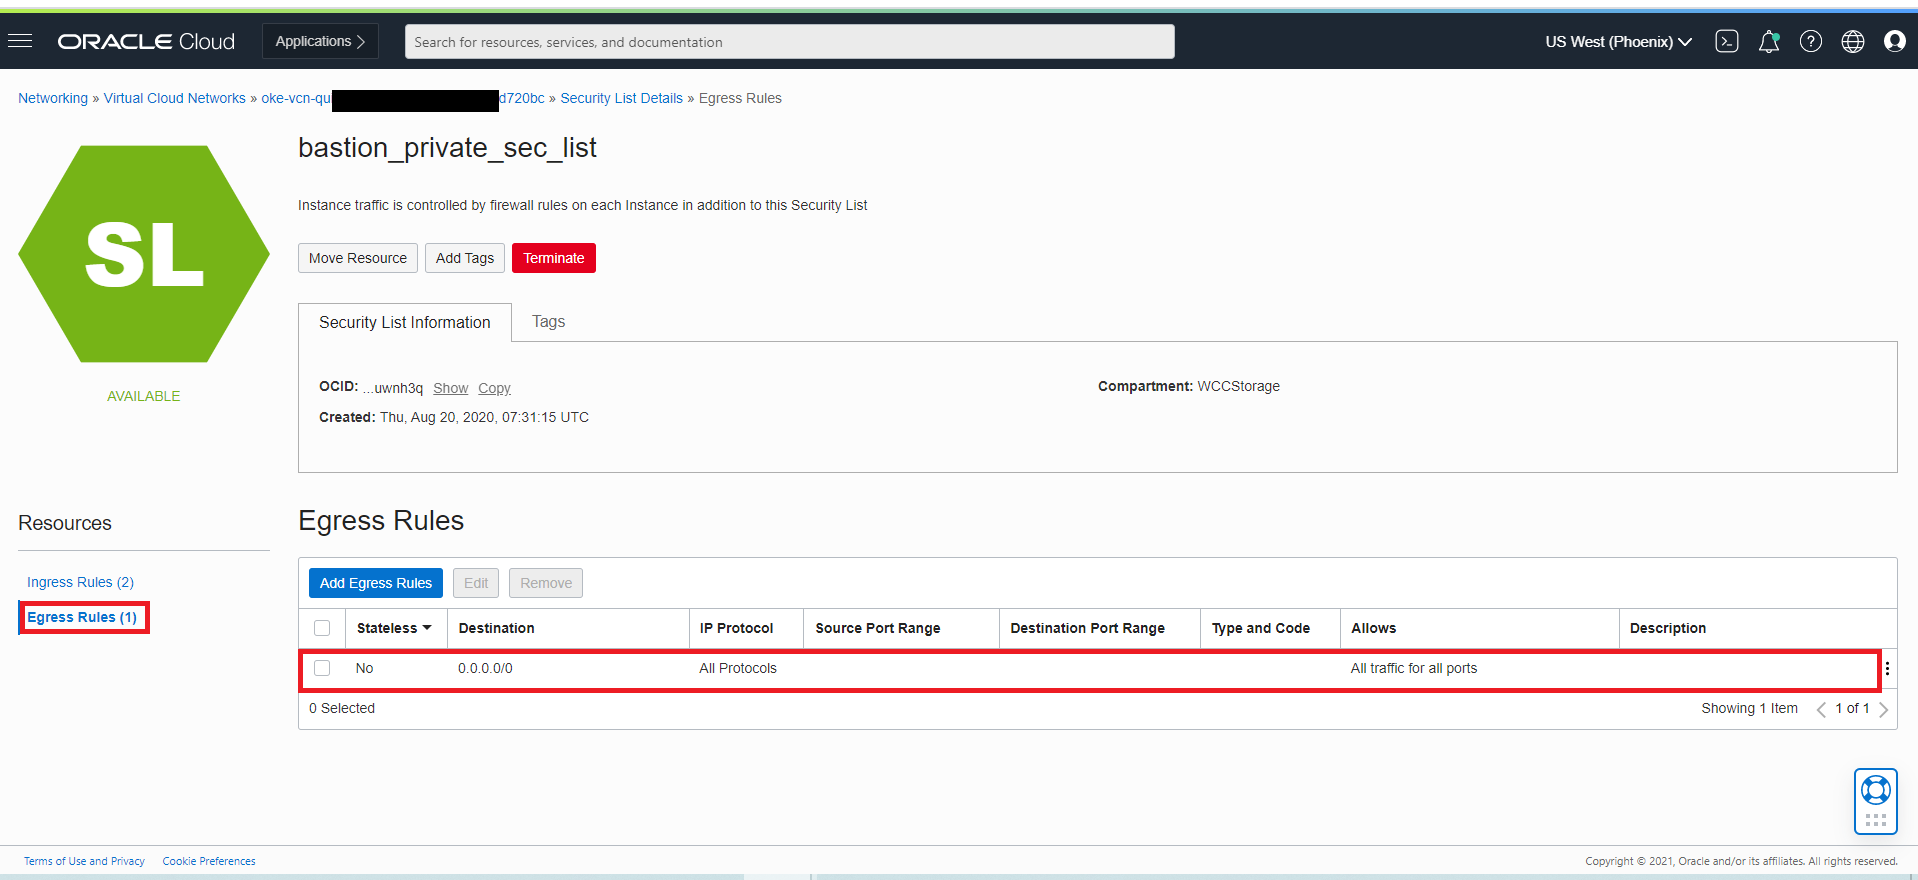 ORACLE Cloud Applications Search for resources, services, and documentation US West (Phoenix)
Networking » Virtual Cloud Networks » oke-vcn-qu d720bc » Security List Details » Egress Rules
bastion_private_sec_list
SL
AVAILABLE
Instance traffic is controlled by firewall rules on each Instance in addition to this Security List
Move Resource Add Tags Terminate
Security List Information Tags
OCID: ...uwnh3q Show Copy Compartment: WCCStorage
Created: Thu, Aug 20, 2020, 07:31:15 UTC
Resources
Ingress Rules (2)
Egress Rules (1)
Egress Rules
Add Egress Rules Edit Remove
Stateless Destination IP Protocol Source Port Range Destination Port Range Type and Code Allows Description
No 0.0.0.0/0 All Protocols All traffic for all ports
0 Selected Showing 1 Item 1 of 1
Terms of Use and Privacy Cookie Preferences Copyright © 2021, Oracle and/or its affiliates. All rights reserved.